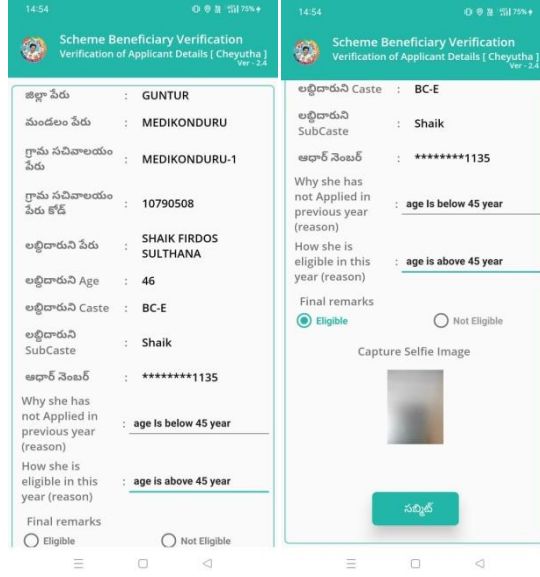 14:54
75%
Scheme Beneficiary Verification
Verification of Applicant Details [ Cheyutha ]
Ver - 2.4
జిల్లా పేరు : GUNTUR
మండలం పేరు : MEDIKONDURU
గ్రామ సచివాలయం
పేరు : MEDIKONDURU-1
గ్రామ సచివాలయం
పేరు కోడ్ : 10790508
లబ్ధిదారుని పేరు : SHAIK FIRDOS
SULTHANA
లబ్ధిదారుని Age : 46
లబ్ధిదారుని Caste : BC-E
లబ్ధిదారుని
SubCaste : Shaik
ఆధార్ నెంబర్ : ********1135
Why she has
not Applied in
previous year
(reason) : age Is below 45 year
How she is
eligible in this
year (reason) : age is above 45 year
Final remarks
Eligible Not Eligible
14:54
75%
Scheme Beneficiary Verification
Verification of Applicant Details [ Cheyutha ]
Ver - 2.4
లబ్ధిదారుని Caste : BC-E
లబ్ధిదారుని
SubCaste : Shaik
ఆధార్ నెంబర్ : ********1135
Why she has
not Applied in
previous year
(reason) : age Is below 45 year
How she is
eligible in this
year (reason) : age is above 45 year
Final remarks
Eligible Not Eligible
Capture Selfie Image
సబ్మిట్